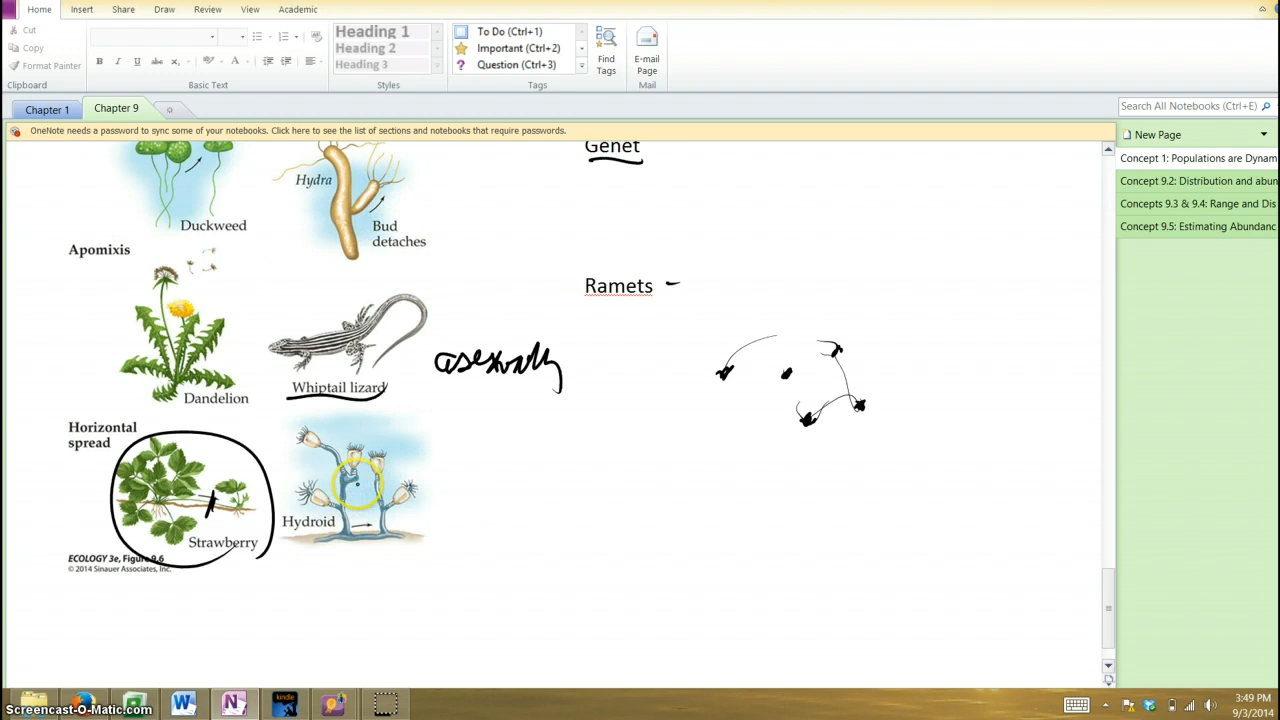 Home Insert Share Draw Review View Academic
Cut
Copy
Format Painter
Clipboard
B I U abc x₂ A
Basic Text
Heading 1
Heading 2
Heading 3
Styles
To Do (Ctrl+1)
Important (Ctrl+2)
? Question (Ctrl+3)
Tags
Find
Tags
E-mail
Page
Mail
Chapter 1 Chapter 9
Search All Notebooks (Ctrl+E)
OneNote needs a password to sync some of your notebooks. Click here to see the list of sections and notebooks that require passwords.
New Page
Concept 1: Populations are Dynam
Concept 9.2: Distribution and abun
Concepts 9.3 & 9.4: Range and Dis
Concept 9.5: Estimating Abundanc
Genet
Hydra
Duckweed
Bud
detaches
Apomixis
Ramets -
asexually
Whiptail lizard
Dandelion
Horizontal
spread
Hydroid
Strawberry
ECOLOGY 3e, Figure 9.6
© 2014 Sinauer Associates, Inc.
kindle
Screencast-O-Matic.com
3:49 PM
9/3/2014